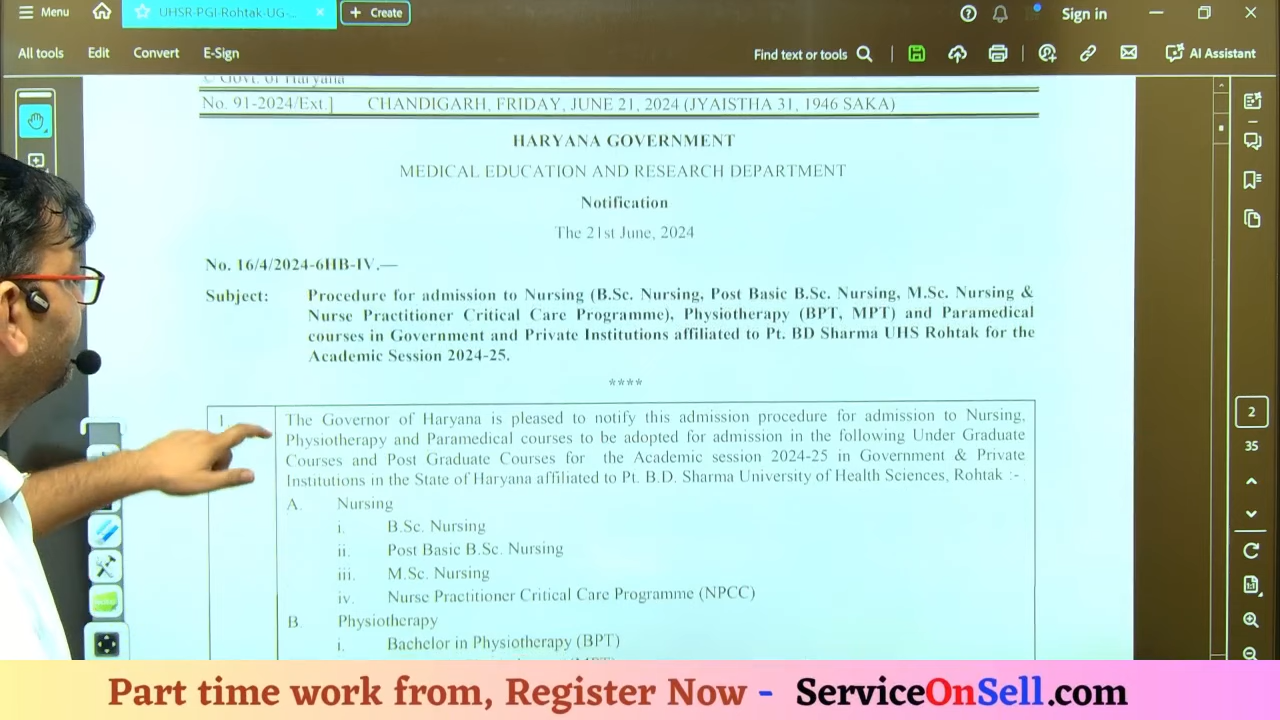 Menu
UHSR-PGI-Rohtak-UG-...
Create
Sign in
All tools
Edit
Convert
E-Sign
Find text or tools
AI Assistant
© Govt. of Haryana
No. 91-2024/Ext.] CHANDIGARH, FRIDAY, JUNE 21, 2024 (JYAISTHA 31, 1946 SAKA)
HARYANA GOVERNMENT
MEDICAL EDUCATION AND RESEARCH DEPARTMENT
Notification
The 21st June, 2024
No. 16/4/2024-6HB-IV.—
Subject: Procedure for admission to Nursing (B.Sc. Nursing, Post Basic B.Sc. Nursing, M.Sc. Nursing &
Nurse Practitioner Critical Care Programme), Physiotherapy (BPT, MPT) and Paramedical
courses in Government and Private Institutions affiliated to Pt. BD Sharma UHS Rohtak for the
Academic Session 2024-25.
****
1 The Governor of Haryana is pleased to notify this admission procedure for admission to Nursing,
Physiotherapy and Paramedical courses to be adopted for admission in the following Under Graduate
Courses and Post Graduate Courses for the Academic session 2024-25 in Government & Private
Institutions in the State of Haryana affiliated to Pt. B.D. Sharma University of Health Sciences, Rohtak :-
A. Nursing
i. B.Sc. Nursing
ii. Post Basic B.Sc. Nursing
iii. M.Sc. Nursing
iv. Nurse Practitioner Critical Care Programme (NPCC)
B Physiotherapy
i. Bachelor in Physiotherapy (BPT)
2
35
Part time work from, Register Now - ServiceOnSell.com